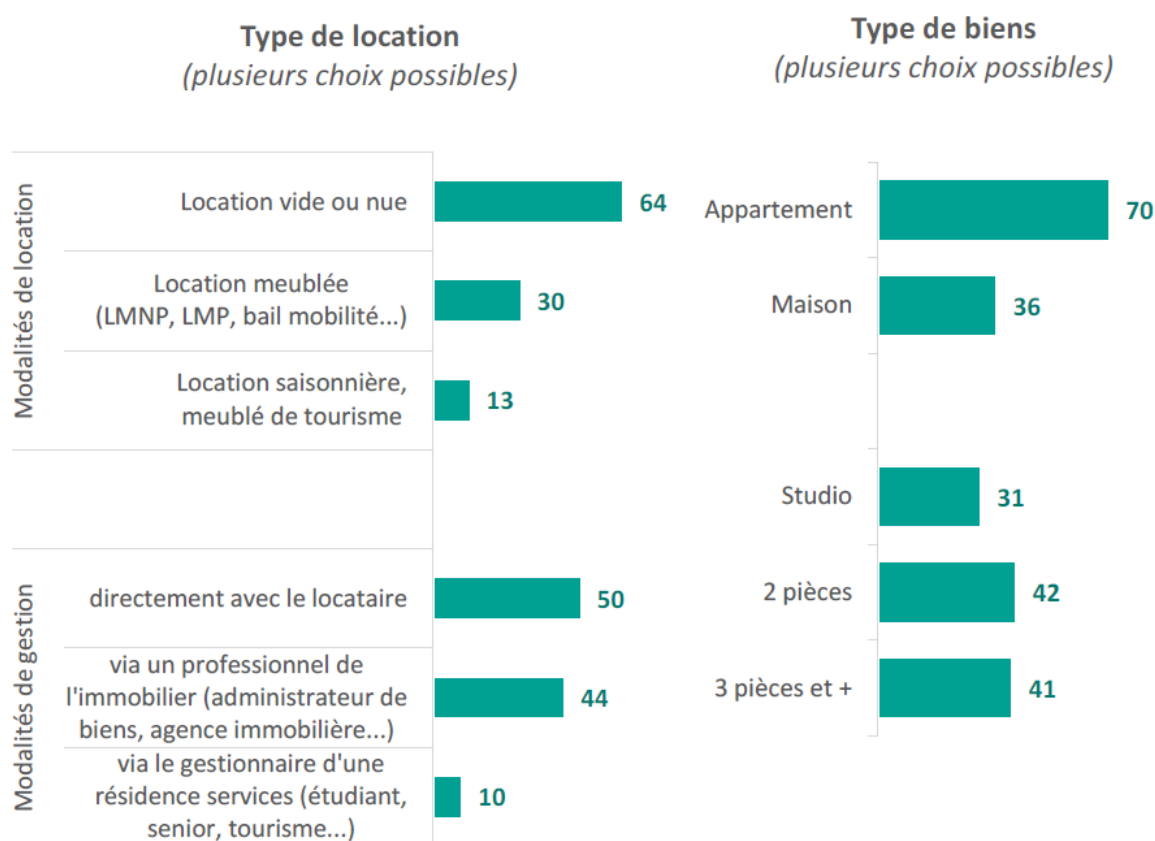 Type de location
(plusieurs choix possibles)
Modalités de location
Location vide ou nue
64
Location meublée
(LMNP, LMP, bail mobilité...)
30
Location saisonnière,
meublé de tourisme
13
Modalités de gestion
directement avec le locataire
50
via un professionnel de
l'immobilier (administrateur de
biens, agence immobilière...)
44
via le gestionnaire d'une
résidence services (étudiant,
senior, tourisme...)
10
Type de biens
(plusieurs choix possibles)
Appartement
70
Maison
36
Studio
31
2 pièces
42
3 pièces et +
41